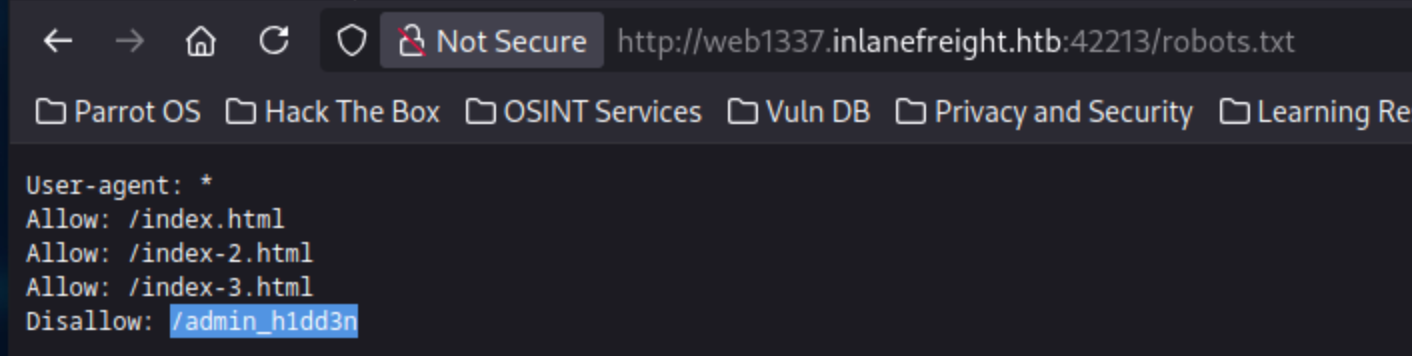 Not Secure http://web1337.inlanefreight.htb:42213/robots.txt
Parrot OS Hack The Box OSINT Services Vuln DB Privacy and Security Learning Re
User-agent: *
Allow: /index.html
Allow: /index-2.html
Allow: /index-3.html
Disallow: /admin_h1dd3n